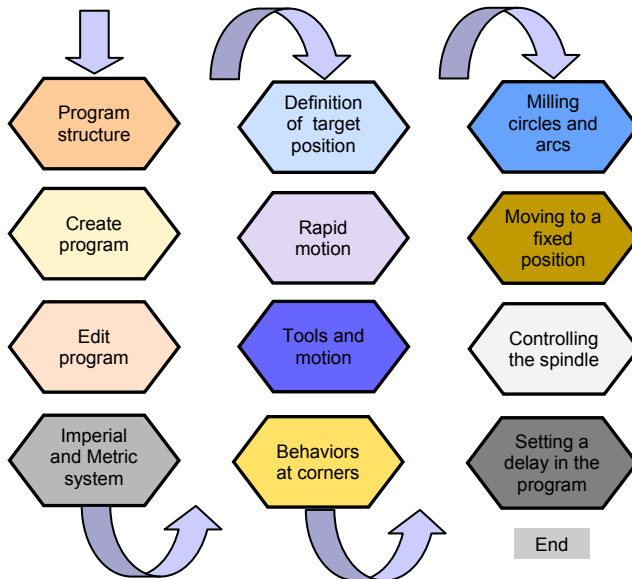 Program
structure
Create
program
Edit
program
Imperial
and Metric
system
Definition
of target
position
Rapid
motion
Tools and
motion
Behaviors
at corners
Milling
circles and
arcs
Moving to a
fixed
position
Controlling
the spindle
Setting a
delay in the
program
End